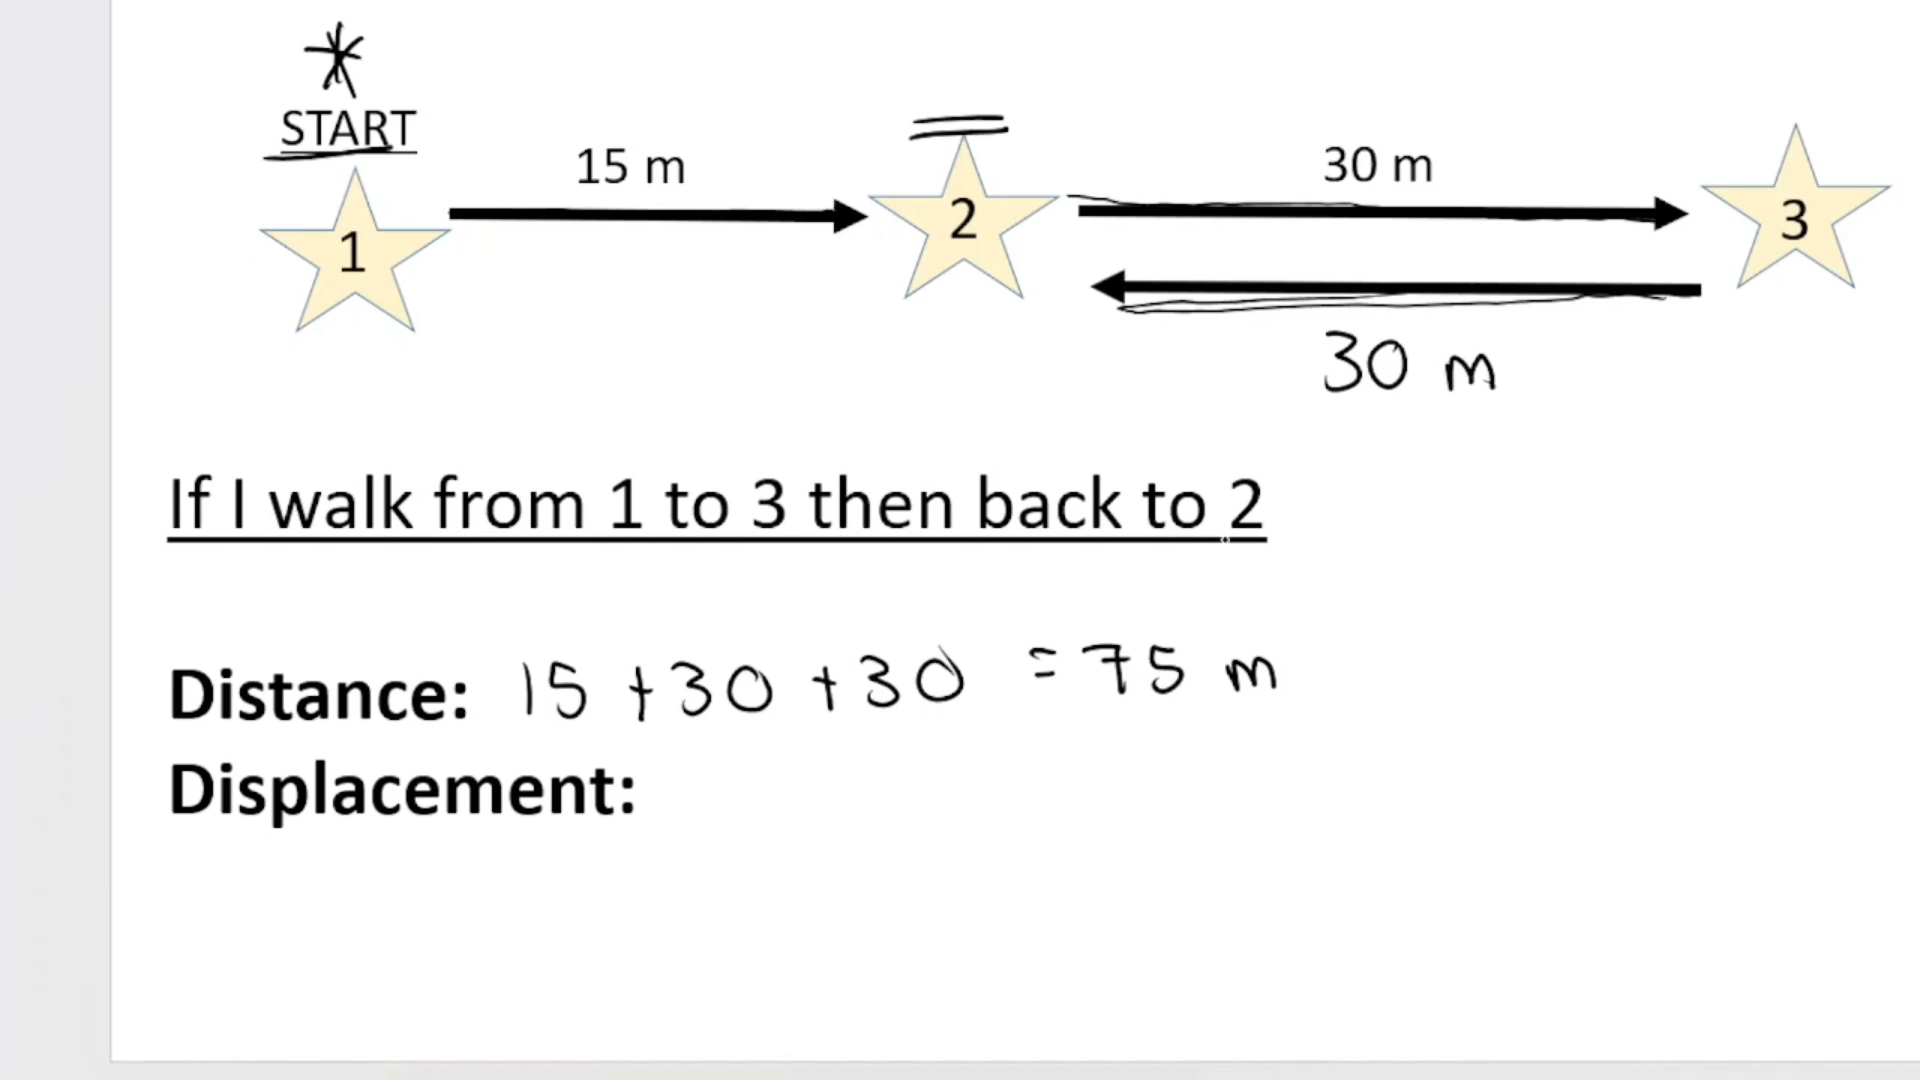 *
START
15 m
30 m
1
2
3
30 m
If I walk from 1 to 3 then back to 2
Distance: 15 + 30 + 30 = 75 m
Displacement: